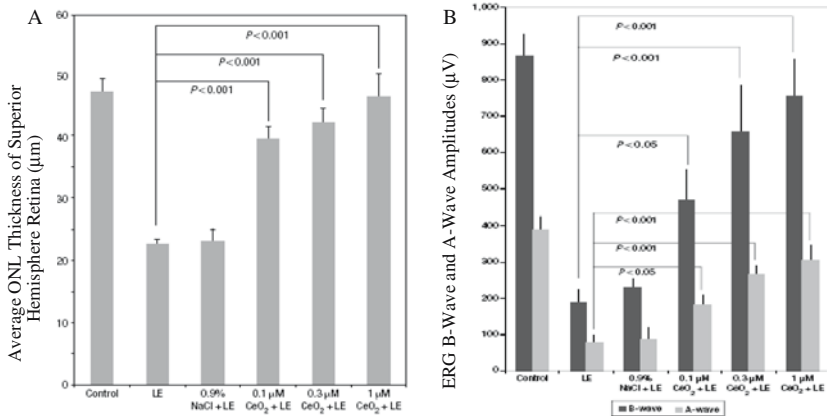 A
Average ONL Thickness of Superior
Hemisphere Retina (μm)
60
50
40
30
20
10
0
P<0.001
P<0.001
P<0.001
Control
LE
0.9%
NaCl + LE
0.1 μM
CeO₂ + LE
0.3 μM
CeO₂ + LE
1 μM
CeO₂ + LE
B
ERG B-Wave and A-Wave Amplitudes (μV)
1,000
900
800
700
600
500
400
300
200
100
0
P<0.001
P<0.001
P<0.05
P<0.001
P<0.001
P<0.05
Control
LE
0.9%
NaCl + LE
0.1 μM
CeO₂ + LE
0.3 μM
CeO₂ + LE
1 μM
CeO₂ + LE
B-wave
A-wave